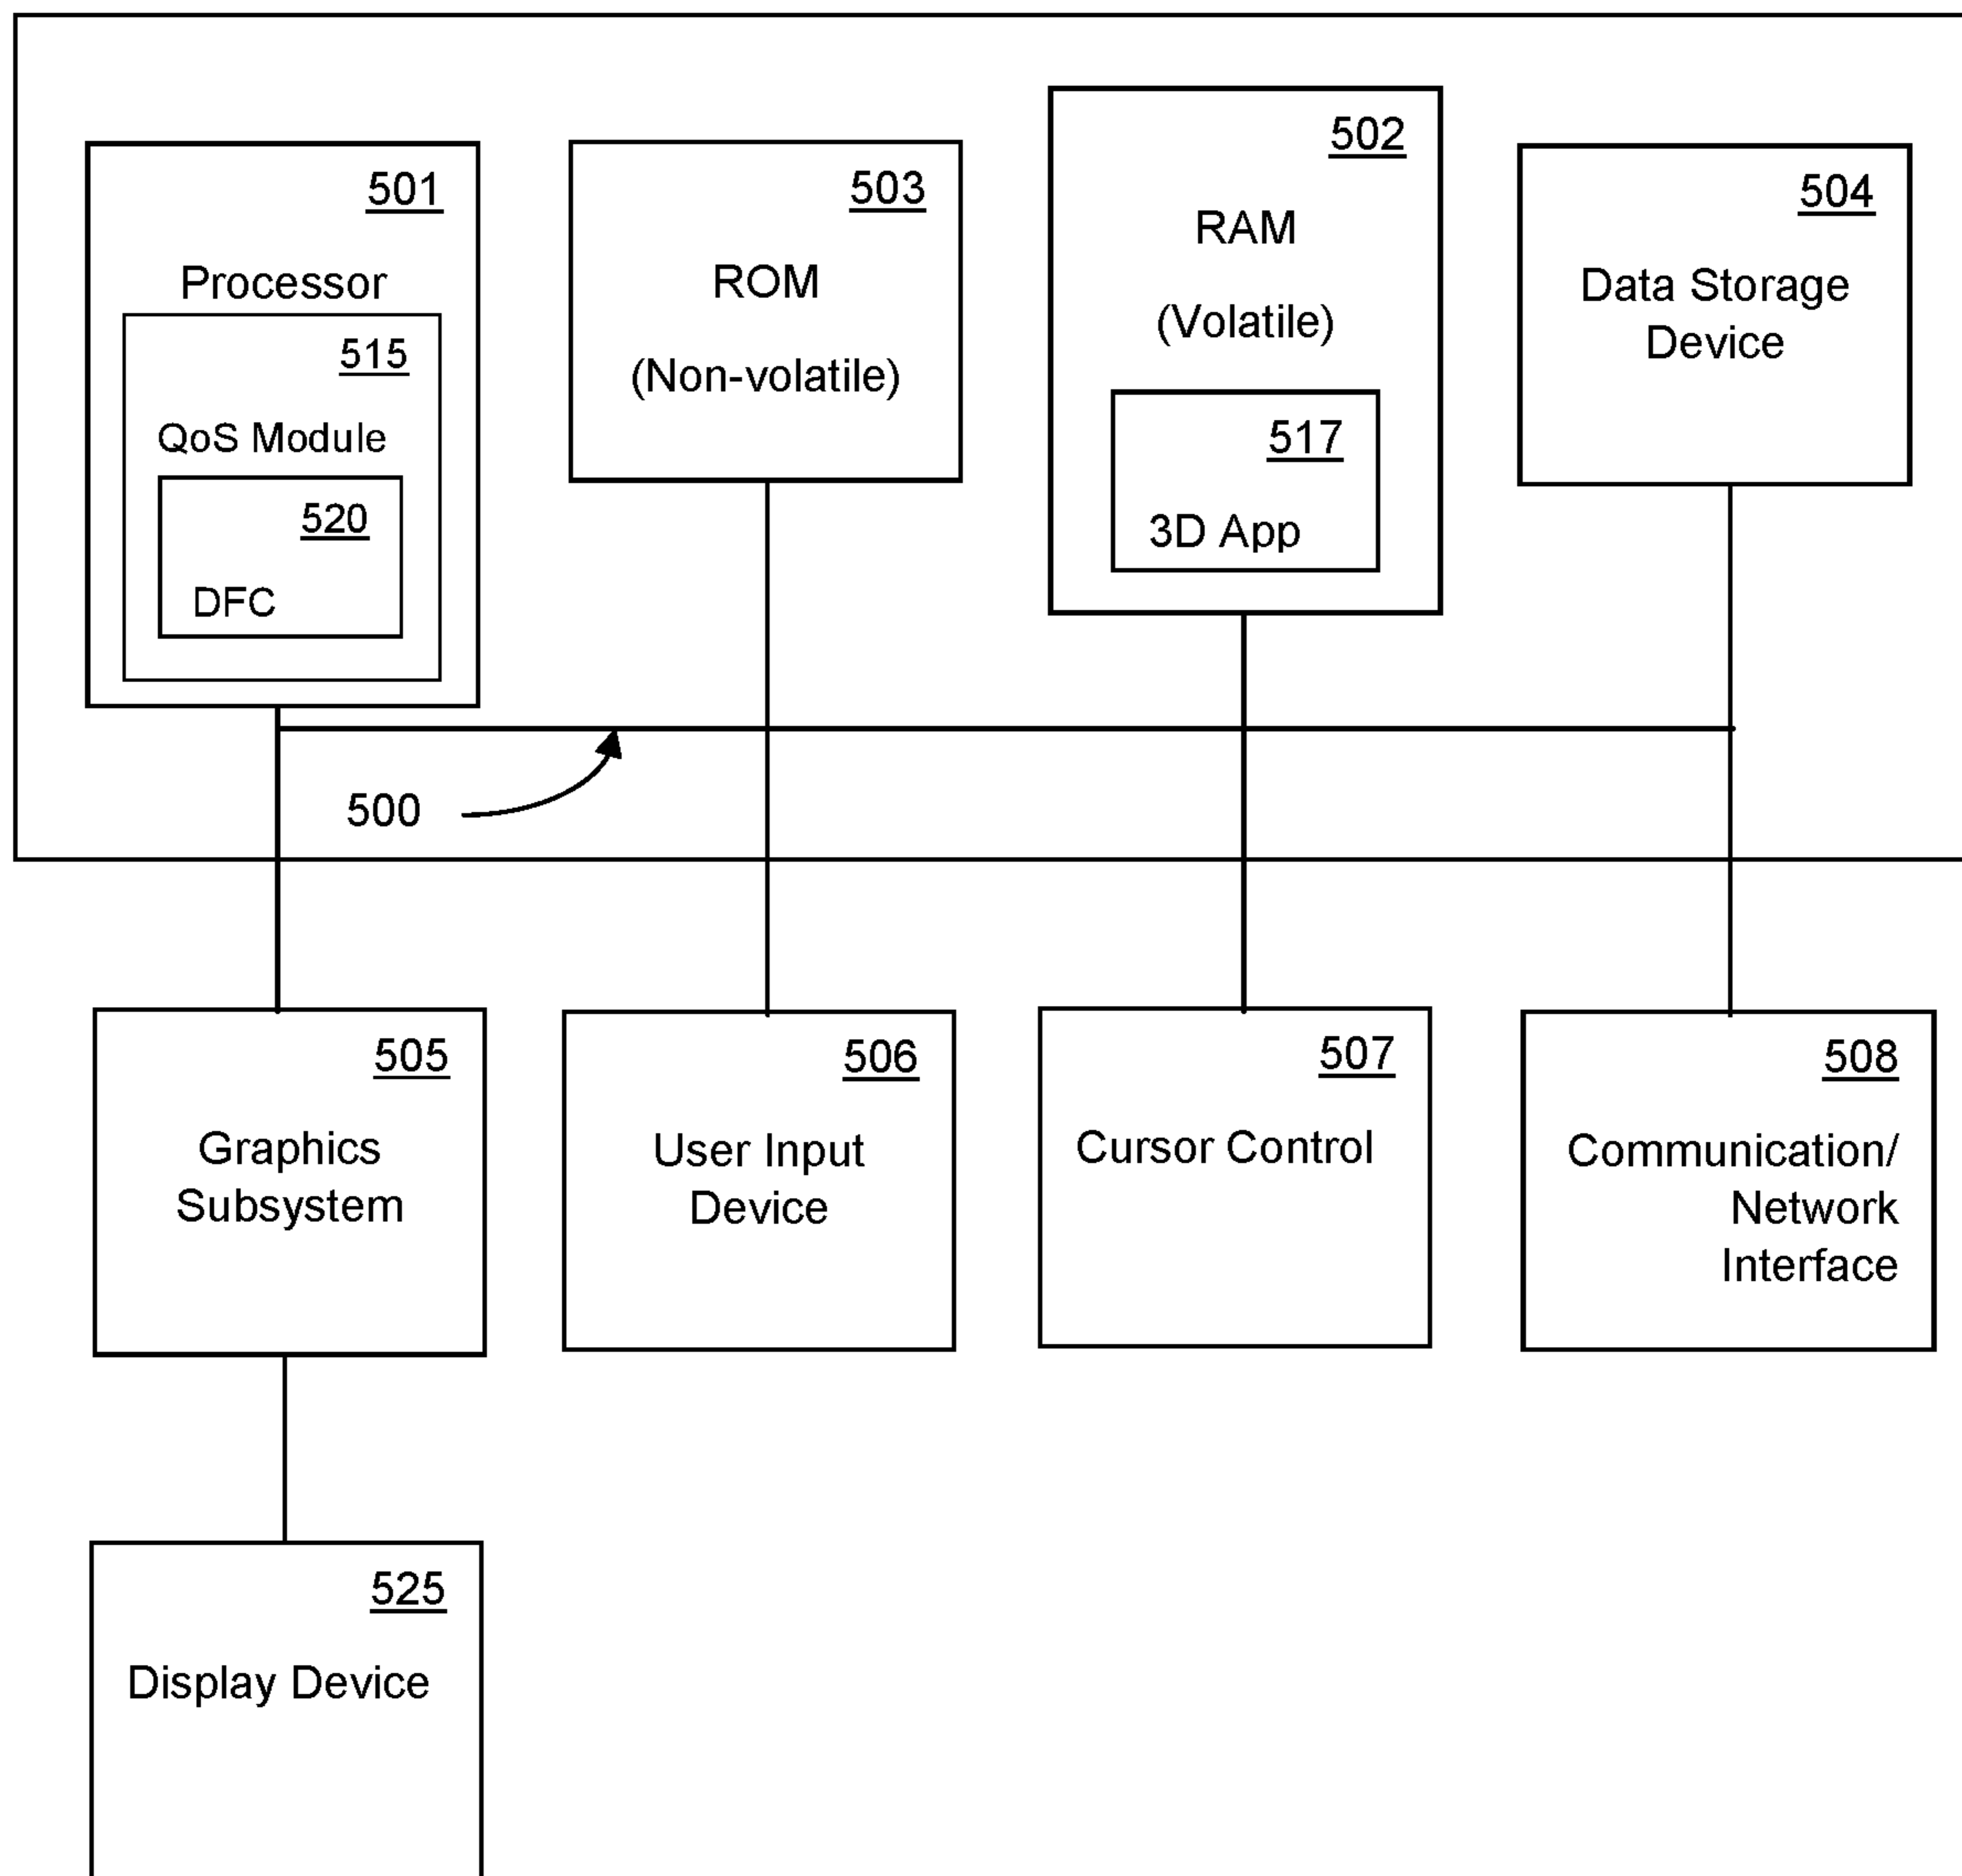 501
Processor
515
QoS Module
520
DFC
503
ROM
(Non-volatile)
502
RAM
(Volatile)
517
3D App
504
Data Storage
Device
500
505
Graphics
Subsystem
506
User Input
Device
507
Cursor Control
508
Communication/
Network
Interface
525
Display Device